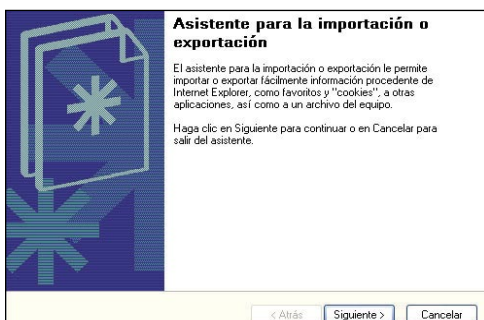 Asistente para la importación o
exportación
El asistente para la importación o exportación le permite
importar o exportar fácilmente información procedente de
Internet Explorer, como favoritos y "cookies", a otras
aplicaciones, así como a un archivo del equipo.
Haga clic en Siguiente para continuar o en Cancelar para
salir del asistente.
< Atrás
Siguiente >
Cancelar